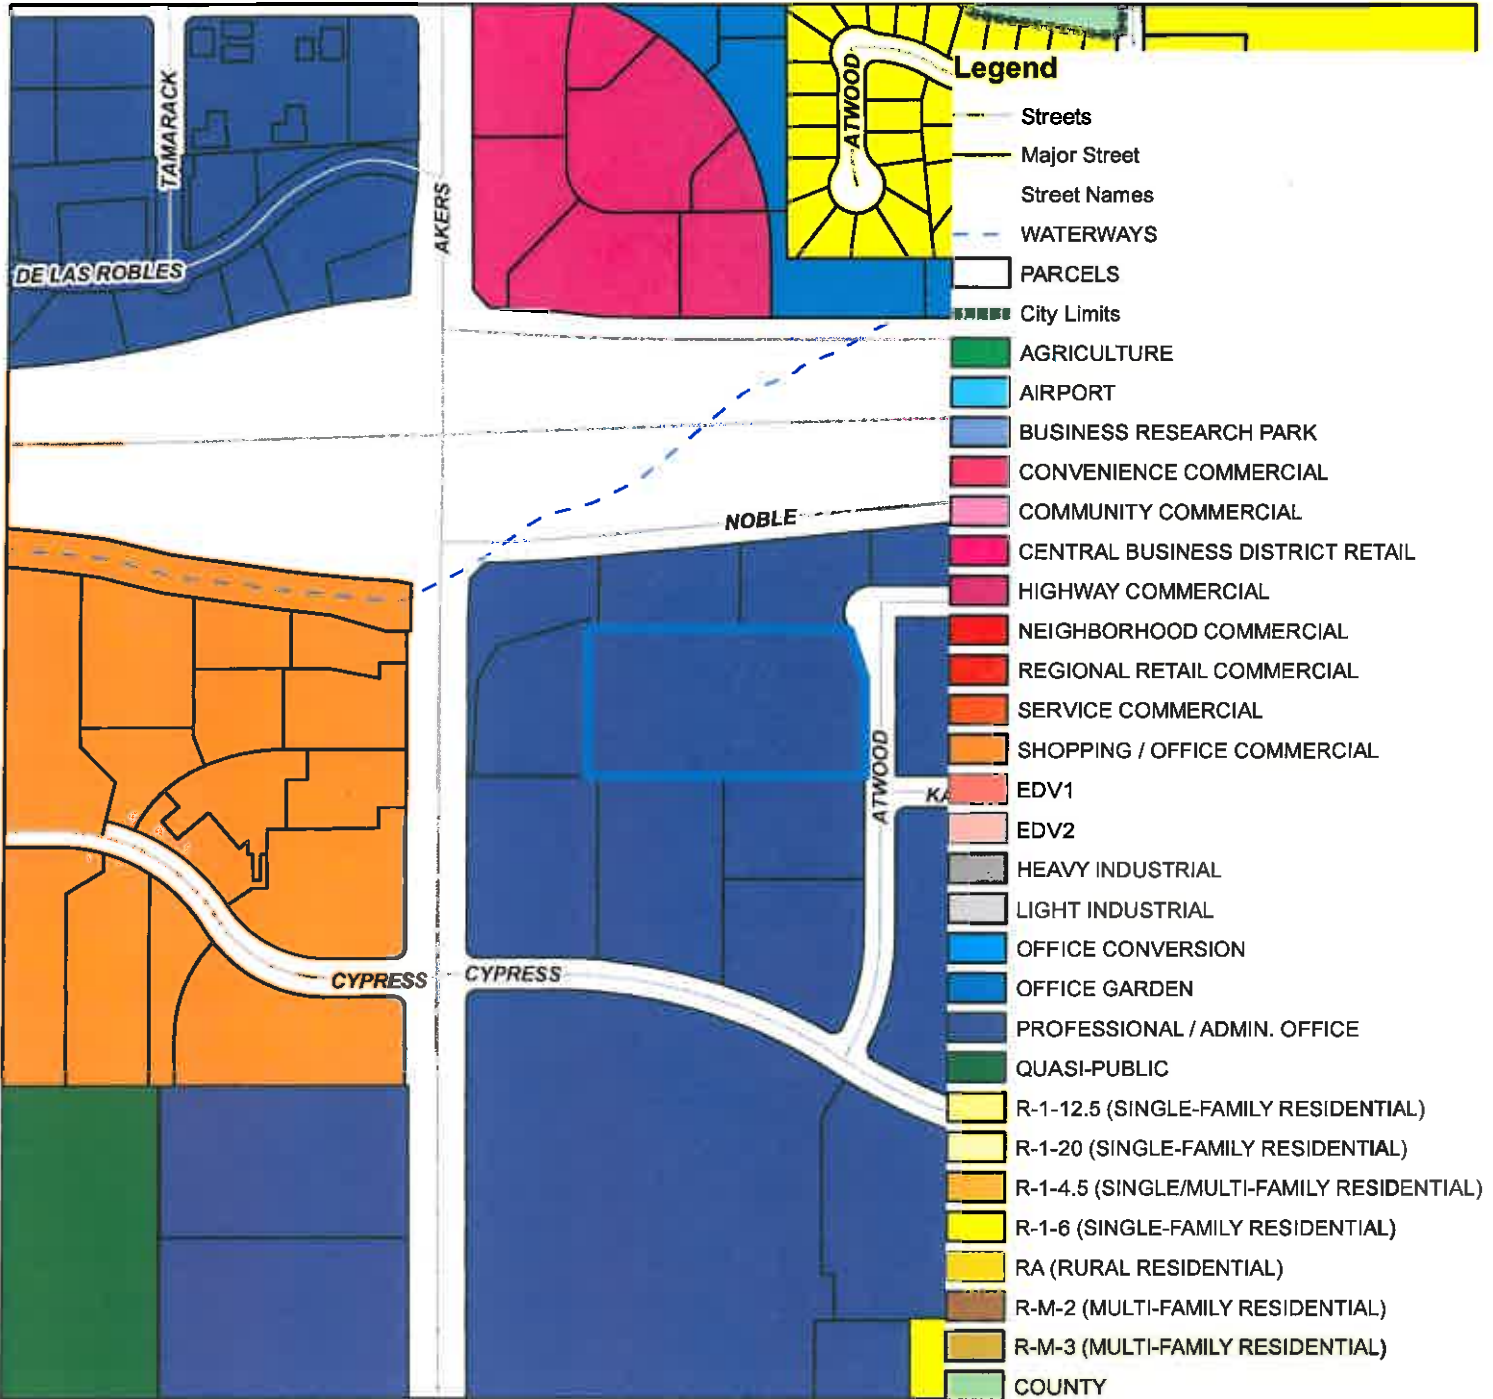 TAMARACK
AKERS
DE LAS ROBLES
ATWOOD
NOBLE
ATWOOD
KA
CYPRESS
CYPRESS
Legend
Streets
Major Street
Street Names
WATERWAYS
PARCELS
City Limits
AGRICULTURE
AIRPORT
BUSINESS RESEARCH PARK
CONVENIENCE COMMERCIAL
COMMUNITY COMMERCIAL
CENTRAL BUSINESS DISTRICT RETAIL
HIGHWAY COMMERCIAL
NEIGHBORHOOD COMMERCIAL
REGIONAL RETAIL COMMERCIAL
SERVICE COMMERCIAL
SHOPPING / OFFICE COMMERCIAL
EDV1
EDV2
HEAVY INDUSTRIAL
LIGHT INDUSTRIAL
OFFICE CONVERSION
OFFICE GARDEN
PROFESSIONAL / ADMIN. OFFICE
QUASI-PUBLIC
R-1-12.5 (SINGLE-FAMILY RESIDENTIAL)
R-1-20 (SINGLE-FAMILY RESIDENTIAL)
R-1-4.5 (SINGLE/MULTI-FAMILY RESIDENTIAL)
R-1-6 (SINGLE-FAMILY RESIDENTIAL)
RA (RURAL RESIDENTIAL)
R-M-2 (MULTI-FAMILY RESIDENTIAL)
R-M-3 (MULTI-FAMILY RESIDENTIAL)
COUNTY